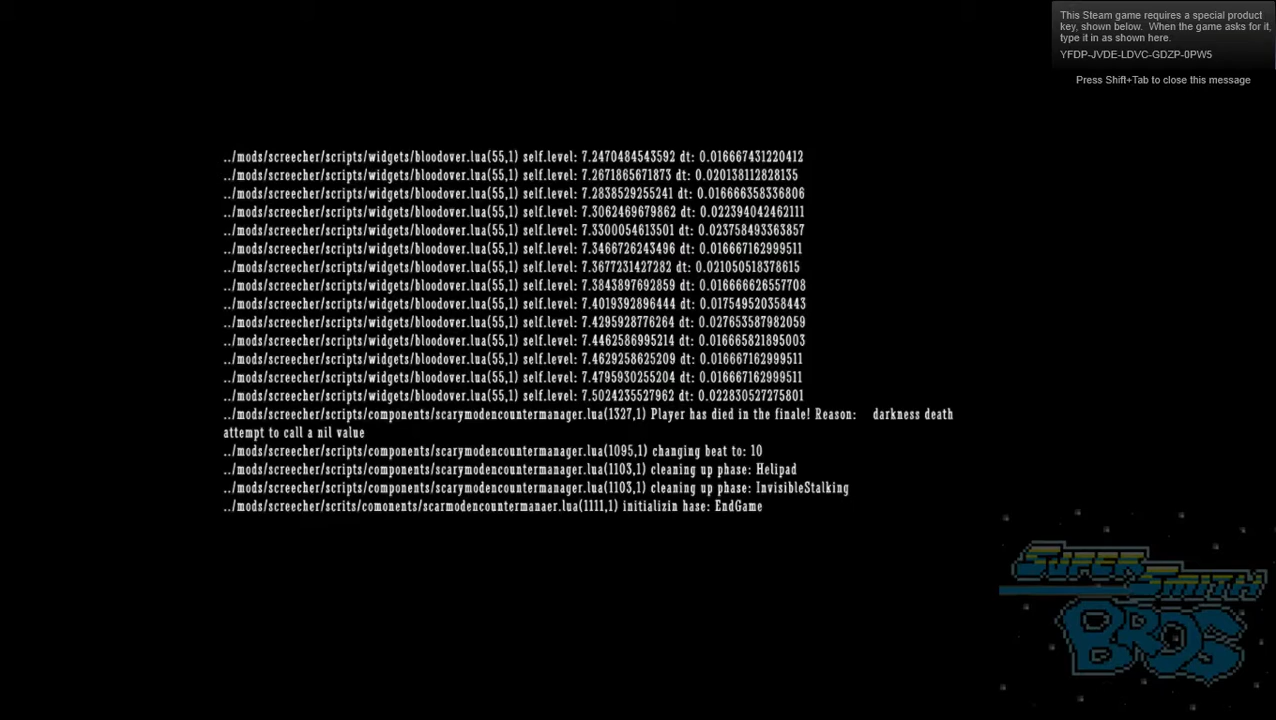 This Steam game requires a special product
key, shown below. When the game asks for it,
type it in as shown here.
YFDP-JVDE-LDVC-GDZP-0PW5
Press Shift+Tab to close this message
../mods/screecher/scripts/widgets/bloodover.lua(55,1) self.level: 7.2470484543592 dt: 0.016667431220412
../mods/screecher/scripts/widgets/bloodover.lua(55,1) self.level: 7.2671865671873 dt: 0.020138112828135
../mods/screecher/scripts/widgets/bloodover.lua(55,1) self.level: 7.2838529255241 dt: 0.016666358336806
../mods/screecher/scripts/widgets/bloodover.lua(55,1) self.level: 7.3062469679862 dt: 0.022394042462111
../mods/screecher/scripts/widgets/bloodover.lua(55,1) self.level: 7.3300054613501 dt: 0.023758493363857
../mods/screecher/scripts/widgets/bloodover.lua(55,1) self.level: 7.3466726243496 dt: 0.016667162999511
../mods/screecher/scripts/widgets/bloodover.lua(55,1) self.level: 7.3677231427282 dt: 0.021050518378615
../mods/screecher/scripts/widgets/bloodover.lua(55,1) self.level: 7.3843897692859 dt: 0.016666626557708
../mods/screecher/scripts/widgets/bloodover.lua(55,1) self.level: 7.4019392896444 dt: 0.017549520358443
../mods/screecher/scripts/widgets/bloodover.lua(55,1) self.level: 7.4295928776264 dt: 0.027653587982059
../mods/screecher/scripts/widgets/bloodover.lua(55,1) self.level: 7.4462586995214 dt: 0.016665821895003
../mods/screecher/scripts/widgets/bloodover.lua(55,1) self.level: 7.4629258625209 dt: 0.016667162999511
../mods/screecher/scripts/widgets/bloodover.lua(55,1) self.level: 7.4795930255204 dt: 0.016667162999511
../mods/screecher/scripts/widgets/bloodover.lua(55,1) self.level: 7.5024235527962 dt: 0.022830527275801
../mods/screecher/scripts/components/scarymodencountermanager.lua(1327,1) Player has died in the finale! Reason: darkness death
attempt to call a nil value
../mods/screecher/scripts/components/scarymodencountermanager.lua(1095,1) changing beat to: 10
../mods/screecher/scripts/components/scarymodencountermanager.lua(1103,1) cleaning up phase: Helipad
../mods/screecher/scripts/components/scarymodencountermanager.lua(1103,1) cleaning up phase: InvisibleStalking
../mods/screecher/scrits/comonents/scarmodencountermanaer.lua(1111,1) initializin hase: EndGame
SUPER
SMITH
BROS